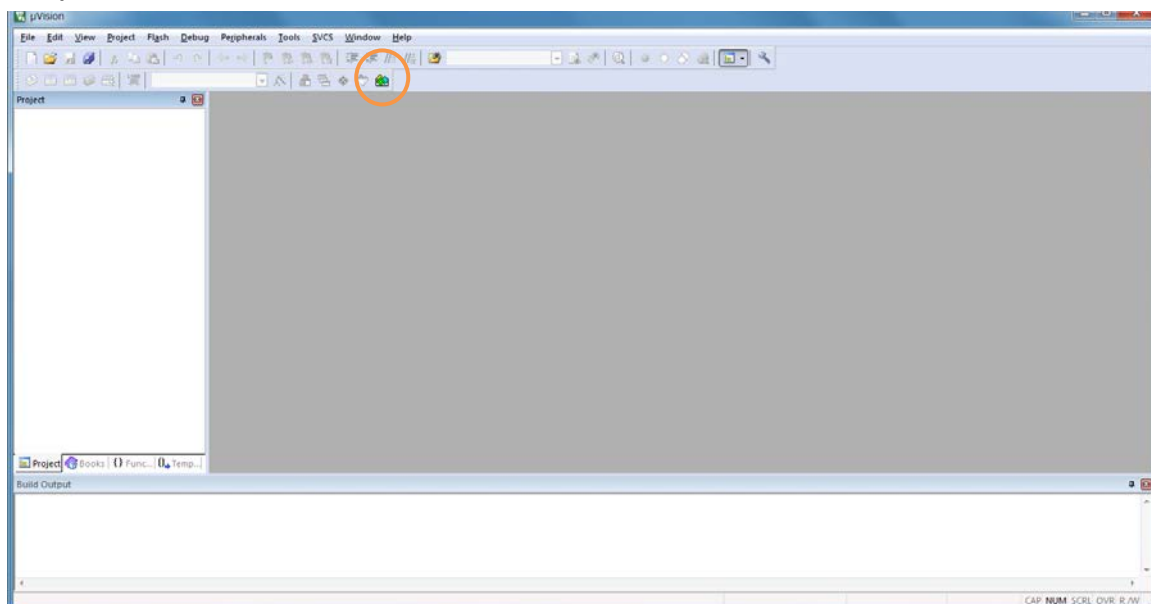 µVision
File Edit View Project Flash Debug Peripherals Tools SVCS Window Help
Project
Project Books {} Func... Temp...
Build Output
CAP NUM SCRL OVR R/W